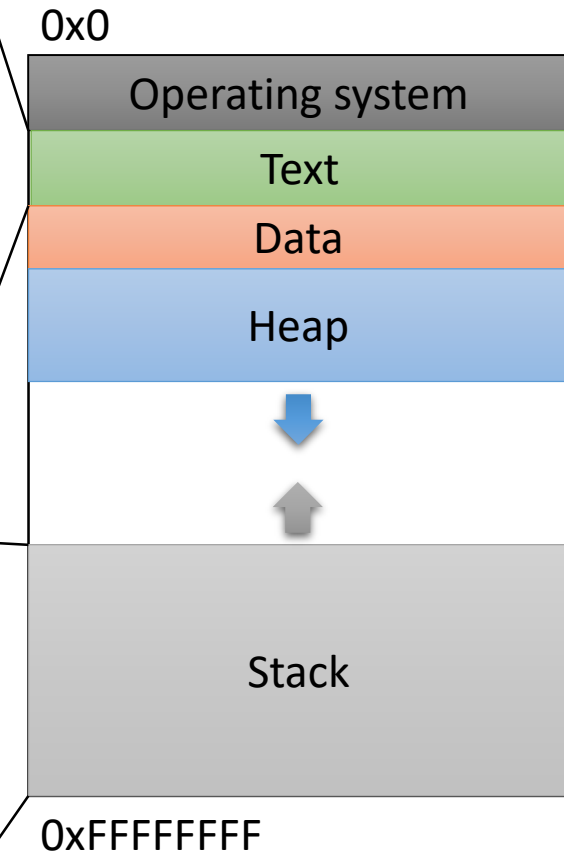 0x0
Operating system
Text
Data
Heap
Stack
0xFFFFFFFF